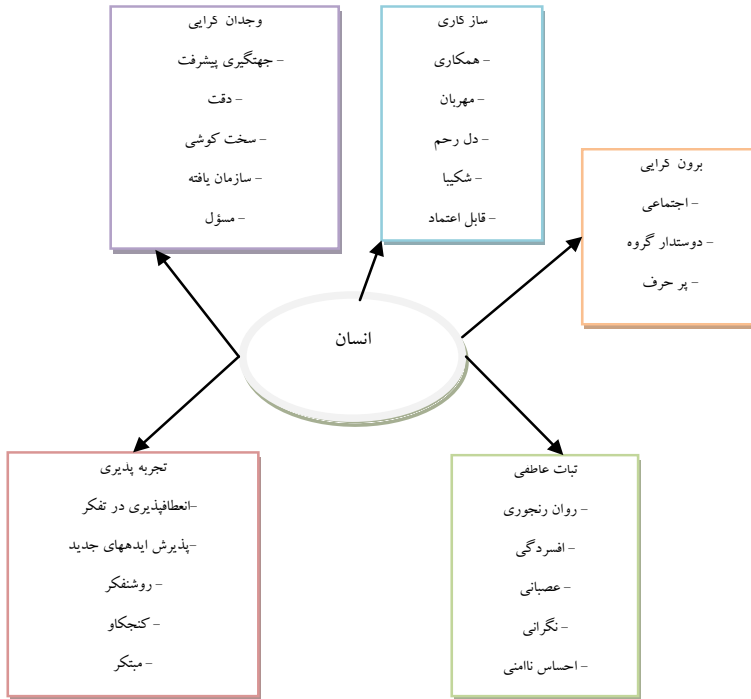 وجدان گرایی
- جهتگیری پیشرفت
- دقت
- سخت کوشی
- سازمان یافته
- مسؤل
ساز کاری
- همکاری
- مهربان
- دل رحم
- شکیبا
- قابل اعتماد
برون گرایی
- اجتماعی
- دوستدار گروه
- پر حرف
انسان
تجربه پذیری
-انعطافپذیری در تفکر
-پذیرش ایدههای جدید
- روشنفکر
- کنجکاو
- مبتکر
ثبات عاطفی
- روان رنجوری
- افسردگی
- عصبانی
- نگرانی
- احساس ناامنی